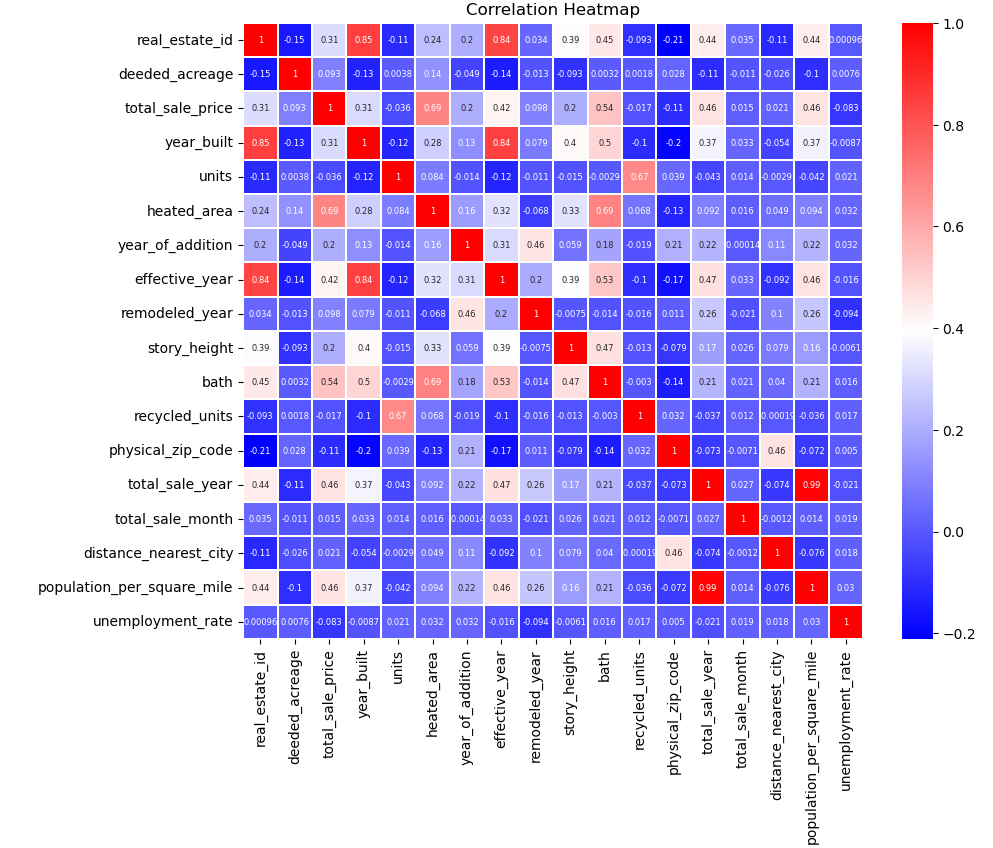 Correlation Heatmap
real_estate_id 1 -0.15 0.31 0.85 -0.11 0.24 0.2 0.84 0.034 0.39 0.45 -0.093 -0.21 0.44 0.035 -0.11 0.44 0.00096
deeded_acreage -0.15 1 0.093 -0.13 0.0038 0.14 -0.049 -0.14 -0.013 -0.093 0.0032 0.0018 0.028 -0.11 -0.011 -0.026 -0.1 0.0076
total_sale_price 0.31 0.093 1 0.31 -0.036 0.69 0.2 0.42 0.098 0.2 0.54 -0.017 -0.11 0.46 0.015 0.021 0.46 -0.083
year_built 0.85 -0.13 0.31 1 -0.12 0.28 0.13 0.84 0.079 0.4 0.5 -0.1 -0.2 0.37 0.033 -0.054 0.37 -0.0087
units -0.11 0.0038 -0.036 -0.12 1 0.084 -0.014 -0.12 -0.011 -0.015 -0.0029 0.67 0.039 -0.043 0.014 -0.0029 -0.042 0.021
heated_area 0.24 0.14 0.69 0.28 0.084 1 0.16 0.32 -0.068 0.33 0.69 0.068 -0.13 0.092 0.016 0.049 0.094 0.032
year_of_addition 0.2 -0.049 0.2 0.13 -0.014 0.16 1 0.31 0.46 0.059 0.18 -0.019 0.21 0.22 -0.00014 0.11 0.22 0.032
effective_year 0.84 -0.14 0.42 0.84 -0.12 0.32 0.31 1 0.2 0.39 0.53 -0.1 -0.17 0.47 0.033 -0.092 0.46 -0.016
remodeled_year 0.034 -0.013 0.098 0.079 -0.011 -0.068 0.46 0.2 1 -0.0075 -0.014 -0.016 0.011 0.26 -0.021 0.1 0.26 -0.094
story_height 0.39 -0.093 0.2 0.4 -0.015 0.33 0.059 0.39 -0.0075 1 0.47 -0.013 -0.079 0.17 0.026 0.079 0.16 -0.0061
bath 0.45 0.0032 0.54 0.5 -0.0029 0.69 0.18 0.53 -0.014 0.47 1 -0.003 -0.14 0.21 0.021 0.04 0.21 0.016
recycled_units -0.093 0.0018 -0.017 -0.1 0.67 0.068 -0.019 -0.1 -0.016 -0.013 -0.003 1 0.032 -0.037 0.012 0.00019 -0.036 0.017
physical_zip_code -0.21 0.028 -0.11 -0.2 0.039 -0.13 0.21 -0.17 0.011 -0.079 -0.14 0.032 1 -0.073 -0.0071 0.46 -0.072 0.005
total_sale_year 0.44 -0.11 0.46 0.37 -0.043 0.092 0.22 0.47 0.26 0.17 0.21 -0.037 -0.073 1 0.027 -0.074 0.99 -0.021
total_sale_month 0.035 -0.011 0.015 0.033 0.014 0.016 0.00014 0.033 -0.021 0.026 0.021 0.012 -0.0071 0.027 1 -0.0012 0.014 0.019
distance_nearest_city -0.11 -0.026 0.021 -0.054 -0.0029 0.049 0.11 -0.092 0.1 0.079 0.04 0.00019 0.46 -0.074 -0.0012 1 -0.076 0.018
population_per_square_mile 0.44 -0.1 0.46 0.37 -0.042 0.094 0.22 0.46 0.26 0.16 0.21 -0.036 -0.072 0.99 0.014 -0.076 1 0.03
unemployment_rate 0.00096 0.0076 -0.083 -0.0087 0.021 0.032 0.032 -0.016 -0.094 -0.0061 0.016 0.017 0.005 -0.021 0.019 0.018 0.03 1
real_estate_id
deeded_acreage
total_sale_price
year_built
units
heated_area
year_of_addition
effective_year
remodeled_year
story_height
bath
recycled_units
physical_zip_code
total_sale_year
total_sale_month
distance_nearest_city
population_per_square_mile
unemployment_rate
1.0
0.8
0.6
0.4
0.2
0.0
−0.2